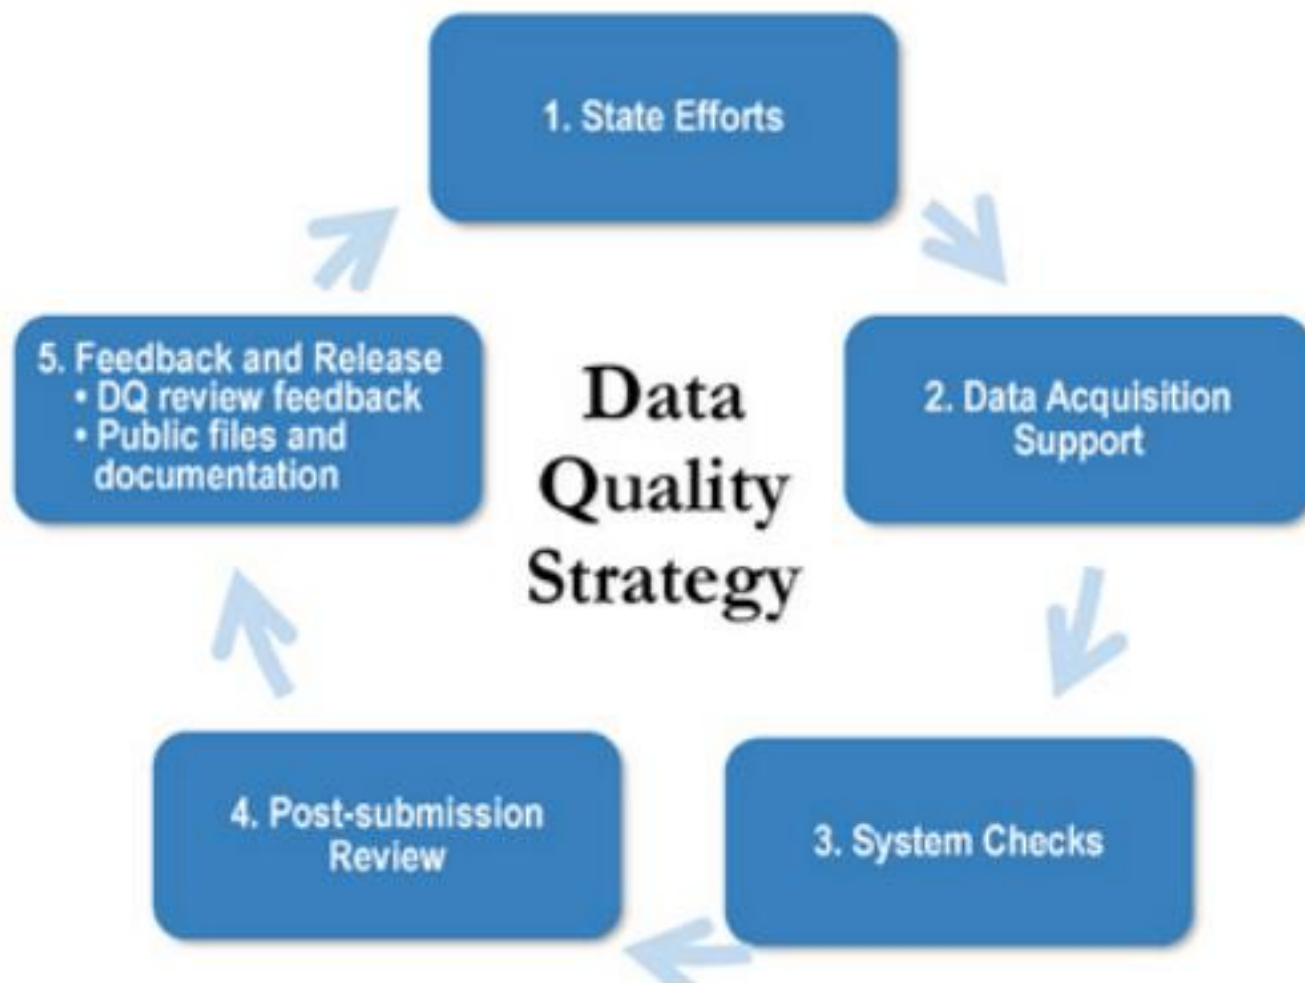 1. State Efforts
2. Data Acquisition
Support
3. System Checks
4. Post-submission
Review
5. Feedback and Release
• DQ review feedback
• Public files and
documentation
Data
Quality
Strategy